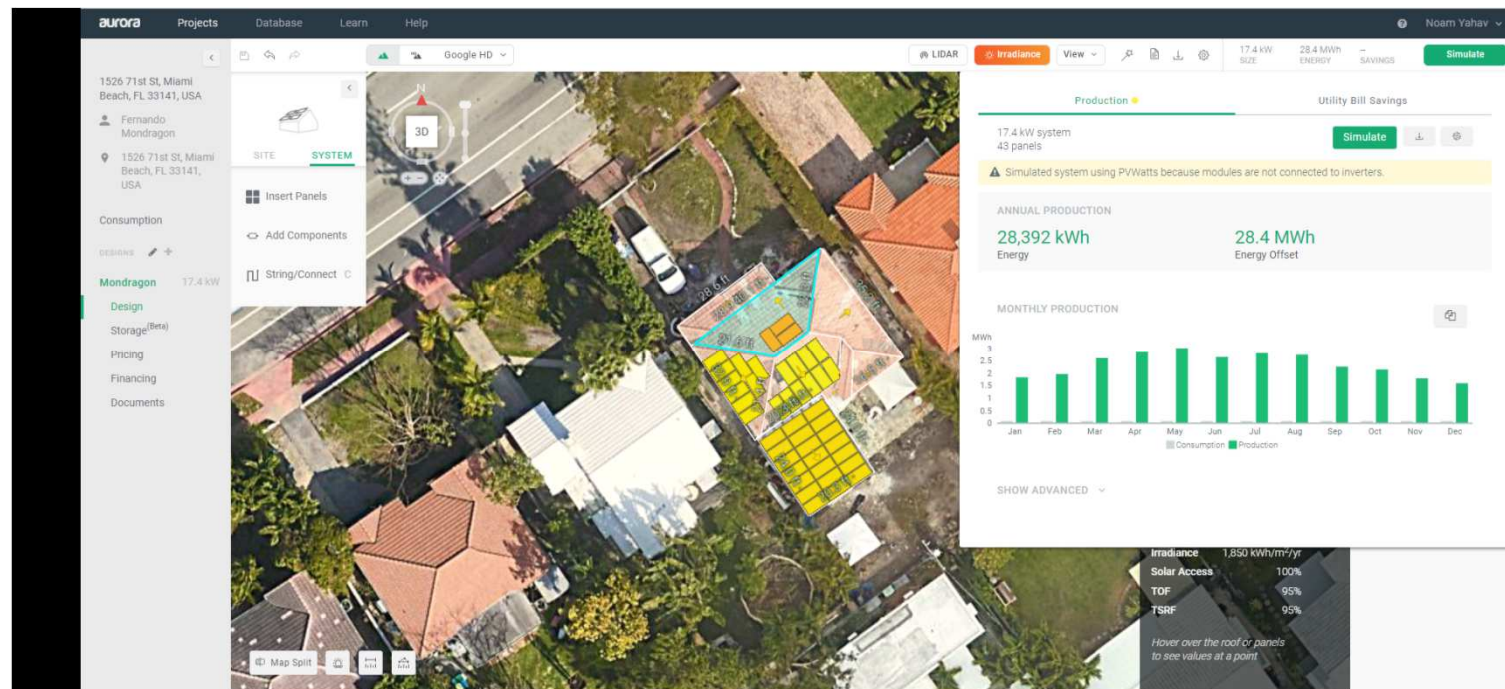 aurora Projects Database Learn Help Noam Yahav
Google HD LIDAR Irradiance View 17.4 kW 28.4 MWh -- Simulate
SIZE ENERGY SAVINGS
1526 71st St, Miami
Beach, FL 33141, USA
Fernando
Mondragon
1526 71st St, Miami
Beach, FL 33141,
USA
Consumption
DESIGNS
Mondragon 17.4 kW
Design
Storage(Beta)
Pricing
Financing
Documents
SITE SYSTEM
Insert Panels
Add Components
String/Connect C
N
3D
28.6 ft
Map Split
Production
Utility Bill Savings
17.4 kW system
43 panels
Simulate
Simulated system using PVWatts because modules are not connected to inverters.
ANNUAL PRODUCTION
28,392 kWh 28.4 MWh
Energy Energy Offset
MONTHLY PRODUCTION
MWh
3
2.5
2
1.5
1
0.5
0
Jan Feb Mar Apr May Jun Jul Aug Sep Oct Nov Dec
Consumption Production
SHOW ADVANCED
Irradiance 1,850 kWh/m²/yr
Solar Access 100%
TOF 95%
TSRF 95%
Hover over the roof or panels
to see values at a point